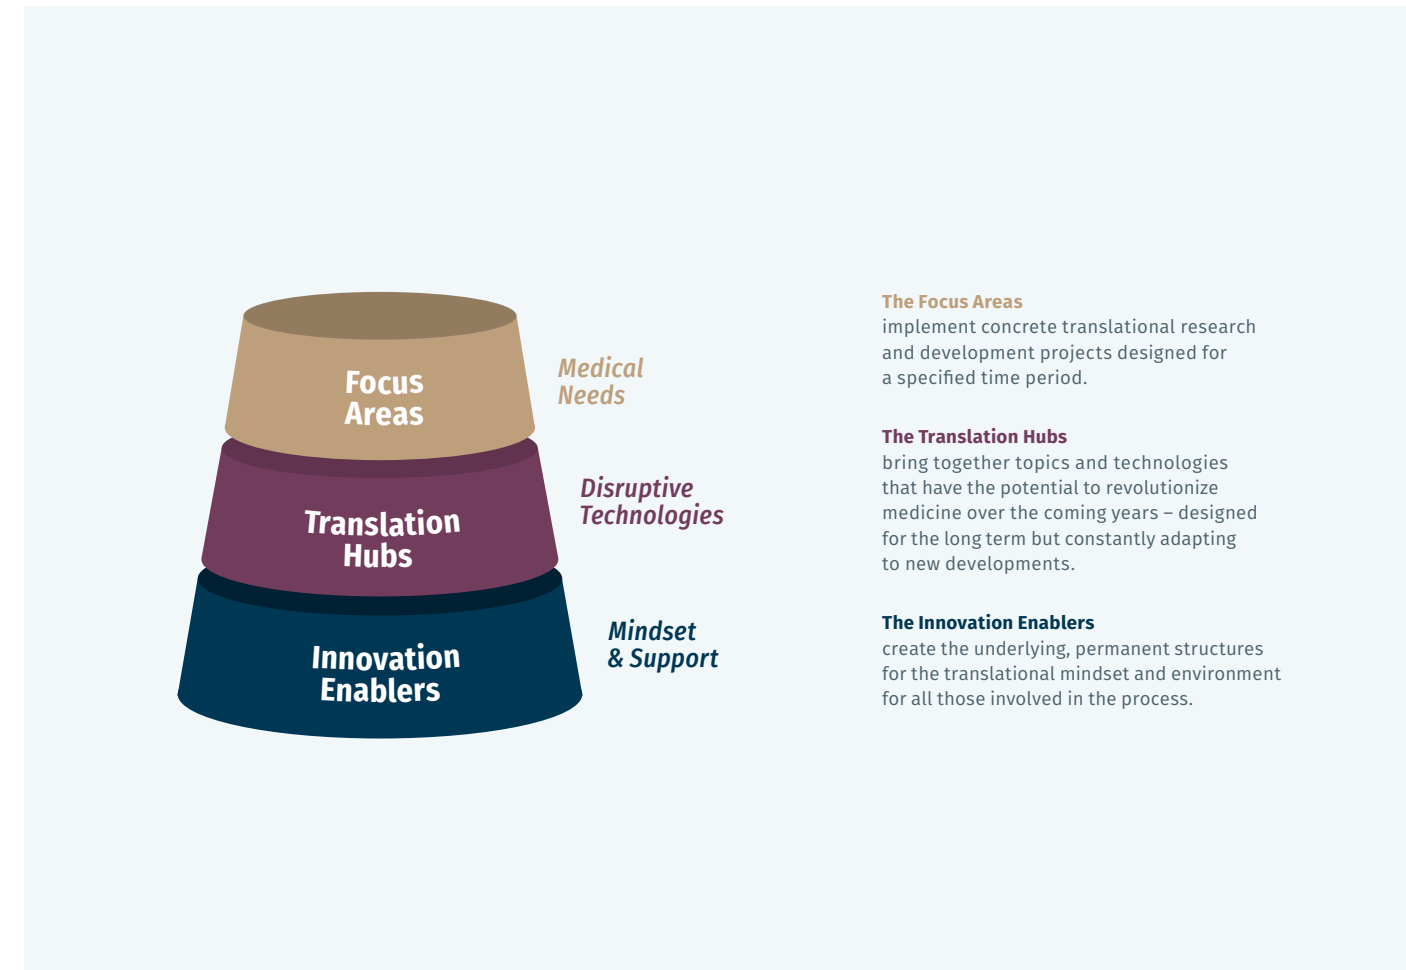 Focus
Areas
Medical
Needs
Translation
Hubs
Disruptive
Technologies
Innovation
Enablers
Mindset
& Support
The Focus Areas
implement concrete translational research
and development projects designed for
a specified time period.
The Translation Hubs
bring together topics and technologies
that have the potential to revolutionize
medicine over the coming years – designed
for the long term but constantly adapting
to new developments.
The Innovation Enablers
create the underlying, permanent structures
for the translational mindset and environment
for all those involved in the process.